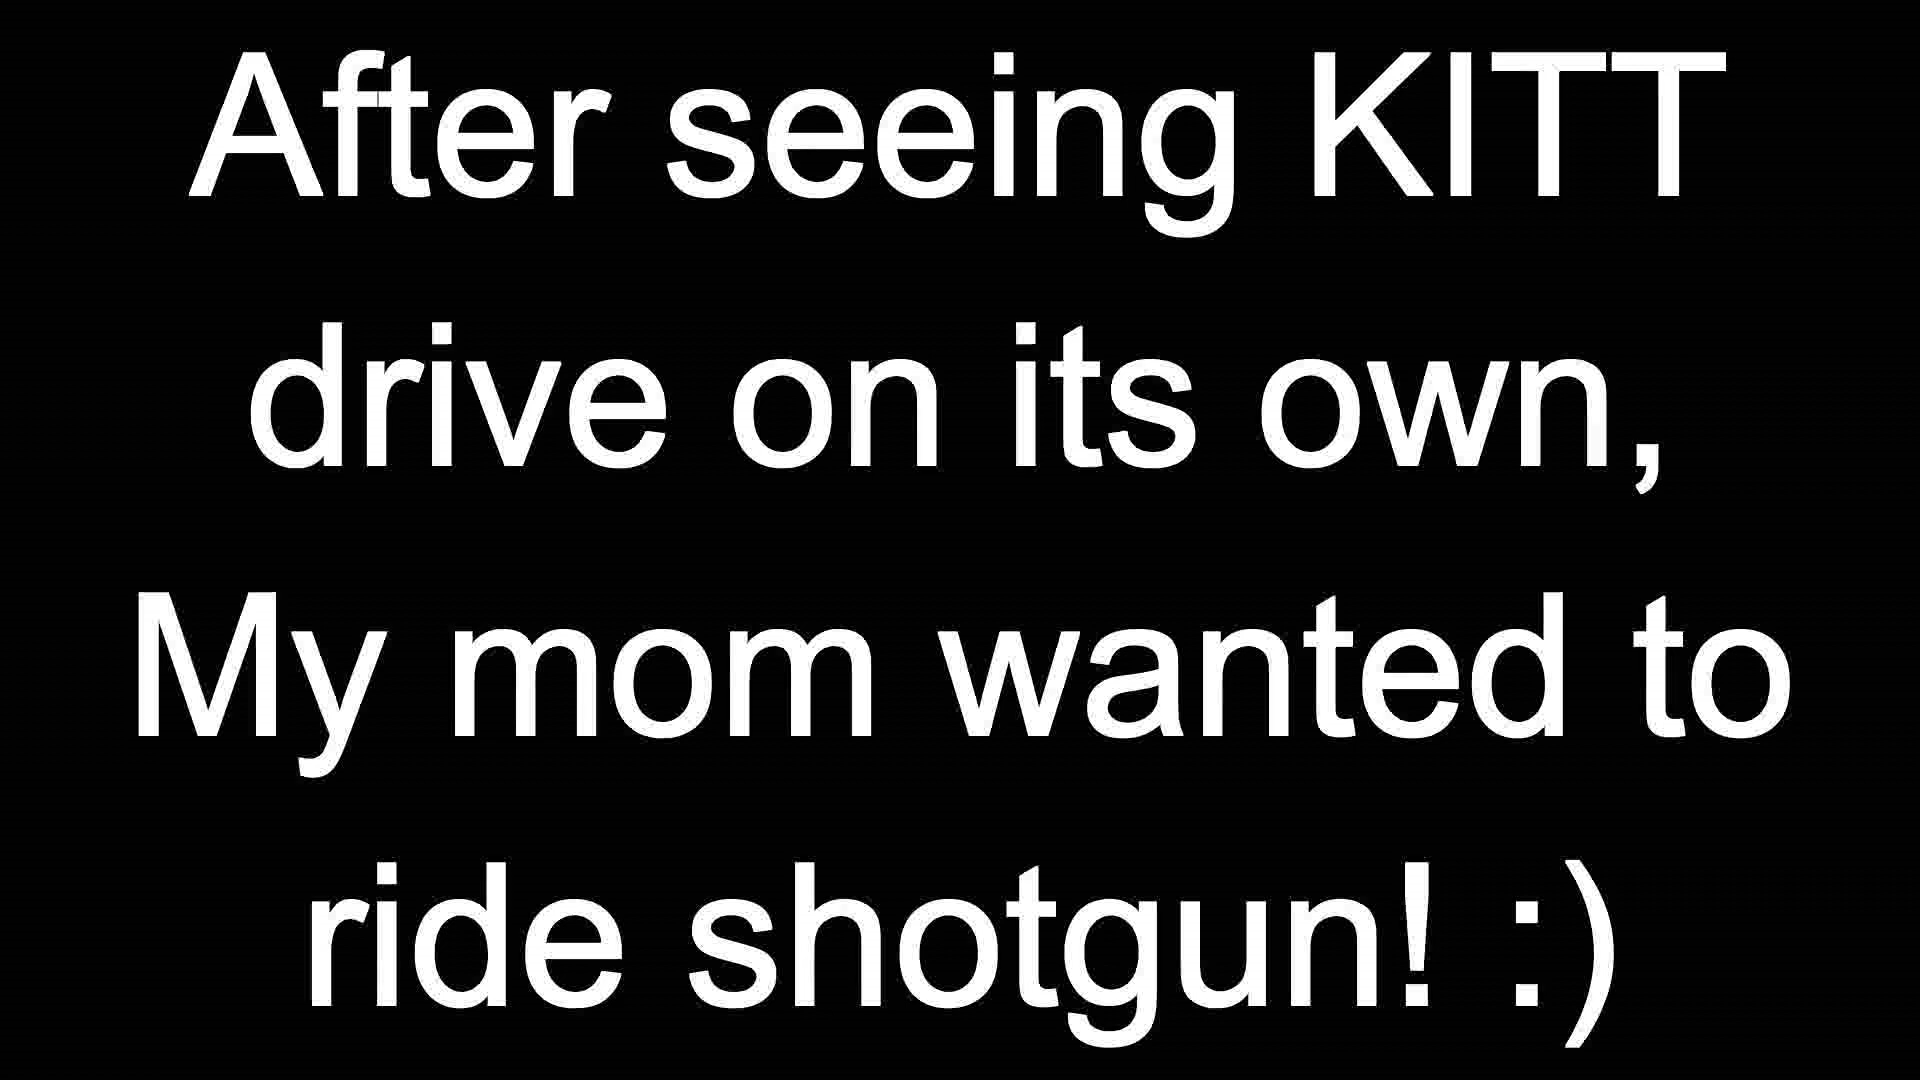 After seeing KITT
drive on its own,
My mom wanted to
ride shotgun! :)